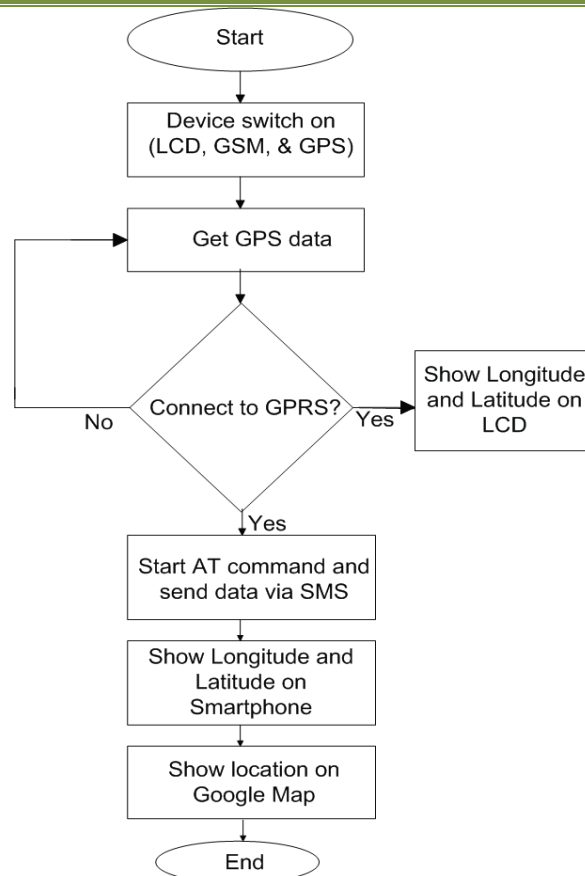 Start
Device switch on
(LCD, GSM, & GPS)
Get GPS data
Connect to GPRS?
No
Yes
Show Longitude
and Latitude on
LCD
Yes
Start AT command and
send data via SMS
Show Longitude and
Latitude on
Smartphone
Show location on
Google Map
End